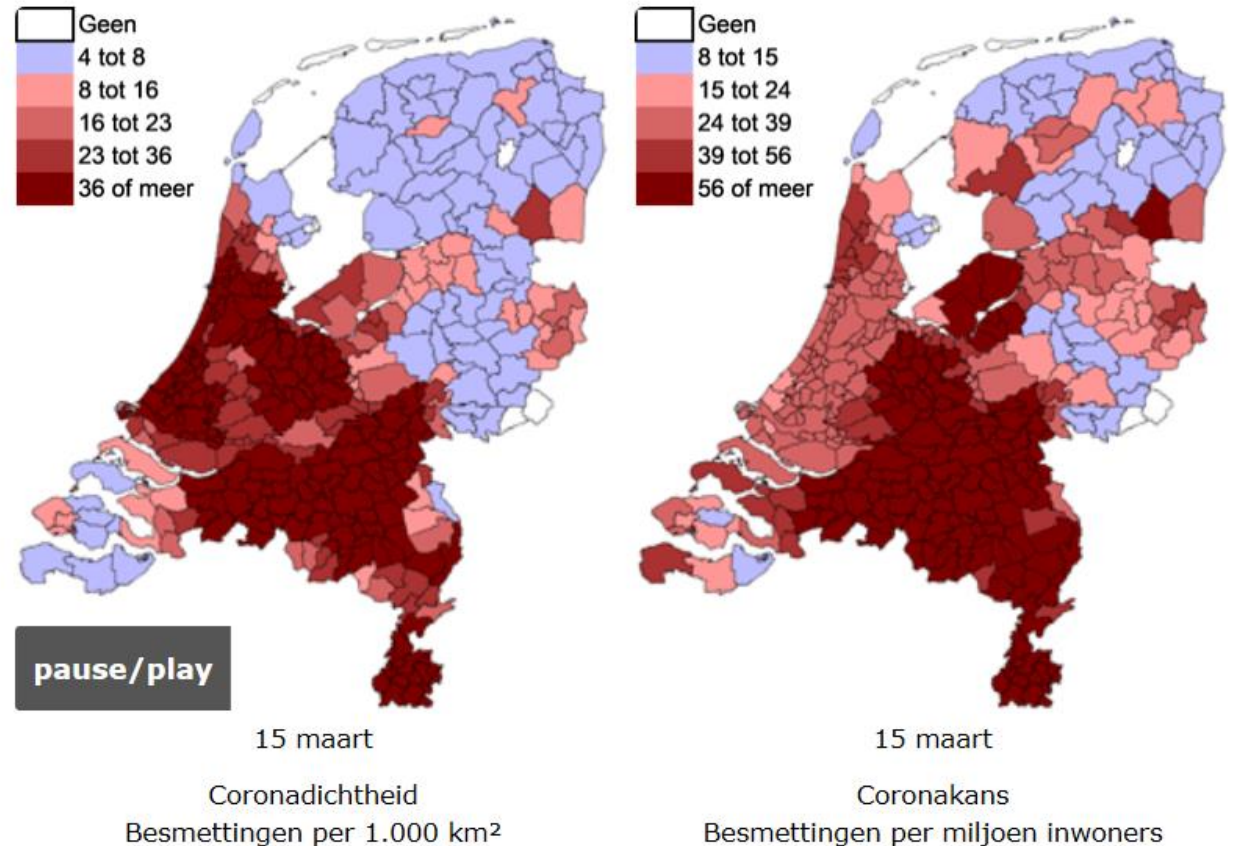 Geen
4 tot 8
8 tot 16
16 tot 23
23 tot 36
36 of meer
Geen
8 tot 15
15 tot 24
24 tot 39
39 tot 56
56 of meer
pause/play
15 maart
15 maart
Coronadichtheid
Besmettingen per 1.000 km²
Coronakans
Besmettingen per miljoen inwoners